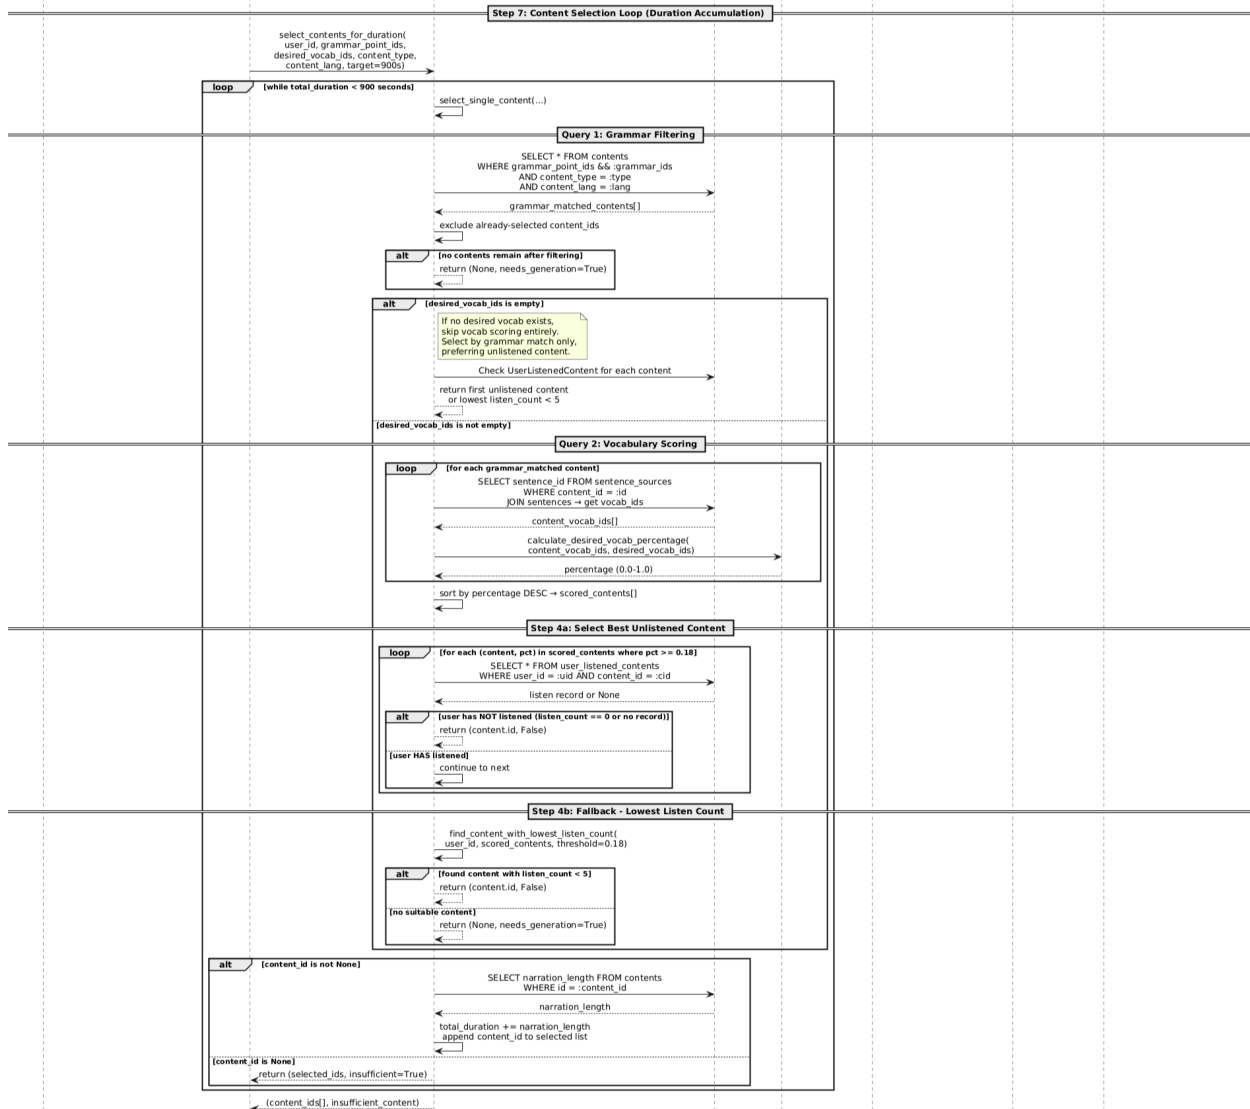 Step 7: Content Selection Loop (Duration Accumulation)
select_contents_for_duration(
user_id, grammar_point_ids,
desired_vocab_ids, content_type,
content_lang, target=900s)
loop [while total_duration < 900 seconds]
select_single_content(...)
Query 1: Grammar Filtering
SELECT * FROM contents
WHERE grammar_point_ids && :grammar_ids
AND content_type = :type
AND content_lang = :lang
grammar_matched_contents[]
exclude already-selected content_ids
alt [no contents remain after filtering]
return (None, needs_generation=True)
alt [desired_vocab_ids is empty]
If no desired vocab exists,
skip vocab scoring entirely.
Select by grammar match only,
preferring unlistened content.
Check UserListenedContent for each content
return first unlistened content
or lowest listen_count < 5
[desired_vocab_ids is not empty]
Query 2: Vocabulary Scoring
loop [for each grammar_matched content]
SELECT sentence_id FROM sentence_sources
WHERE content_id = :id
JOIN sentences → get vocab_ids
content_vocab_ids[]
calculate_desired_vocab_percentage(
content_vocab_ids, desired_vocab_ids)
percentage (0.0-1.0)
sort by percentage DESC → scored_contents[]
Step 4a: Select Best Unlistened Content
loop [for each (content, pct) in scored_contents where pct >= 0.18]
SELECT * FROM user_listened_contents
WHERE user_id = :uid AND content_id = :cid
listen record or None
alt [user has NOT listened (listen_count == 0 or no record)]
return (content.id, False)
[user HAS listened]
continue to next
Step 4b: Fallback - Lowest Listen Count
find_content_with_lowest_listen_count(
user_id, scored_contents, threshold=0.18)
alt [found content with listen_count < 5]
return (content.id, False)
[no suitable content]
return (None, needs_generation=True)
alt [content_id is not None]
SELECT narration_length FROM contents
WHERE id = :content_id
narration_length
total_duration += narration_length
append content_id to selected list
[content_id is None]
return (selected_ids, insufficient=True)
(content_ids[], insufficient_content)